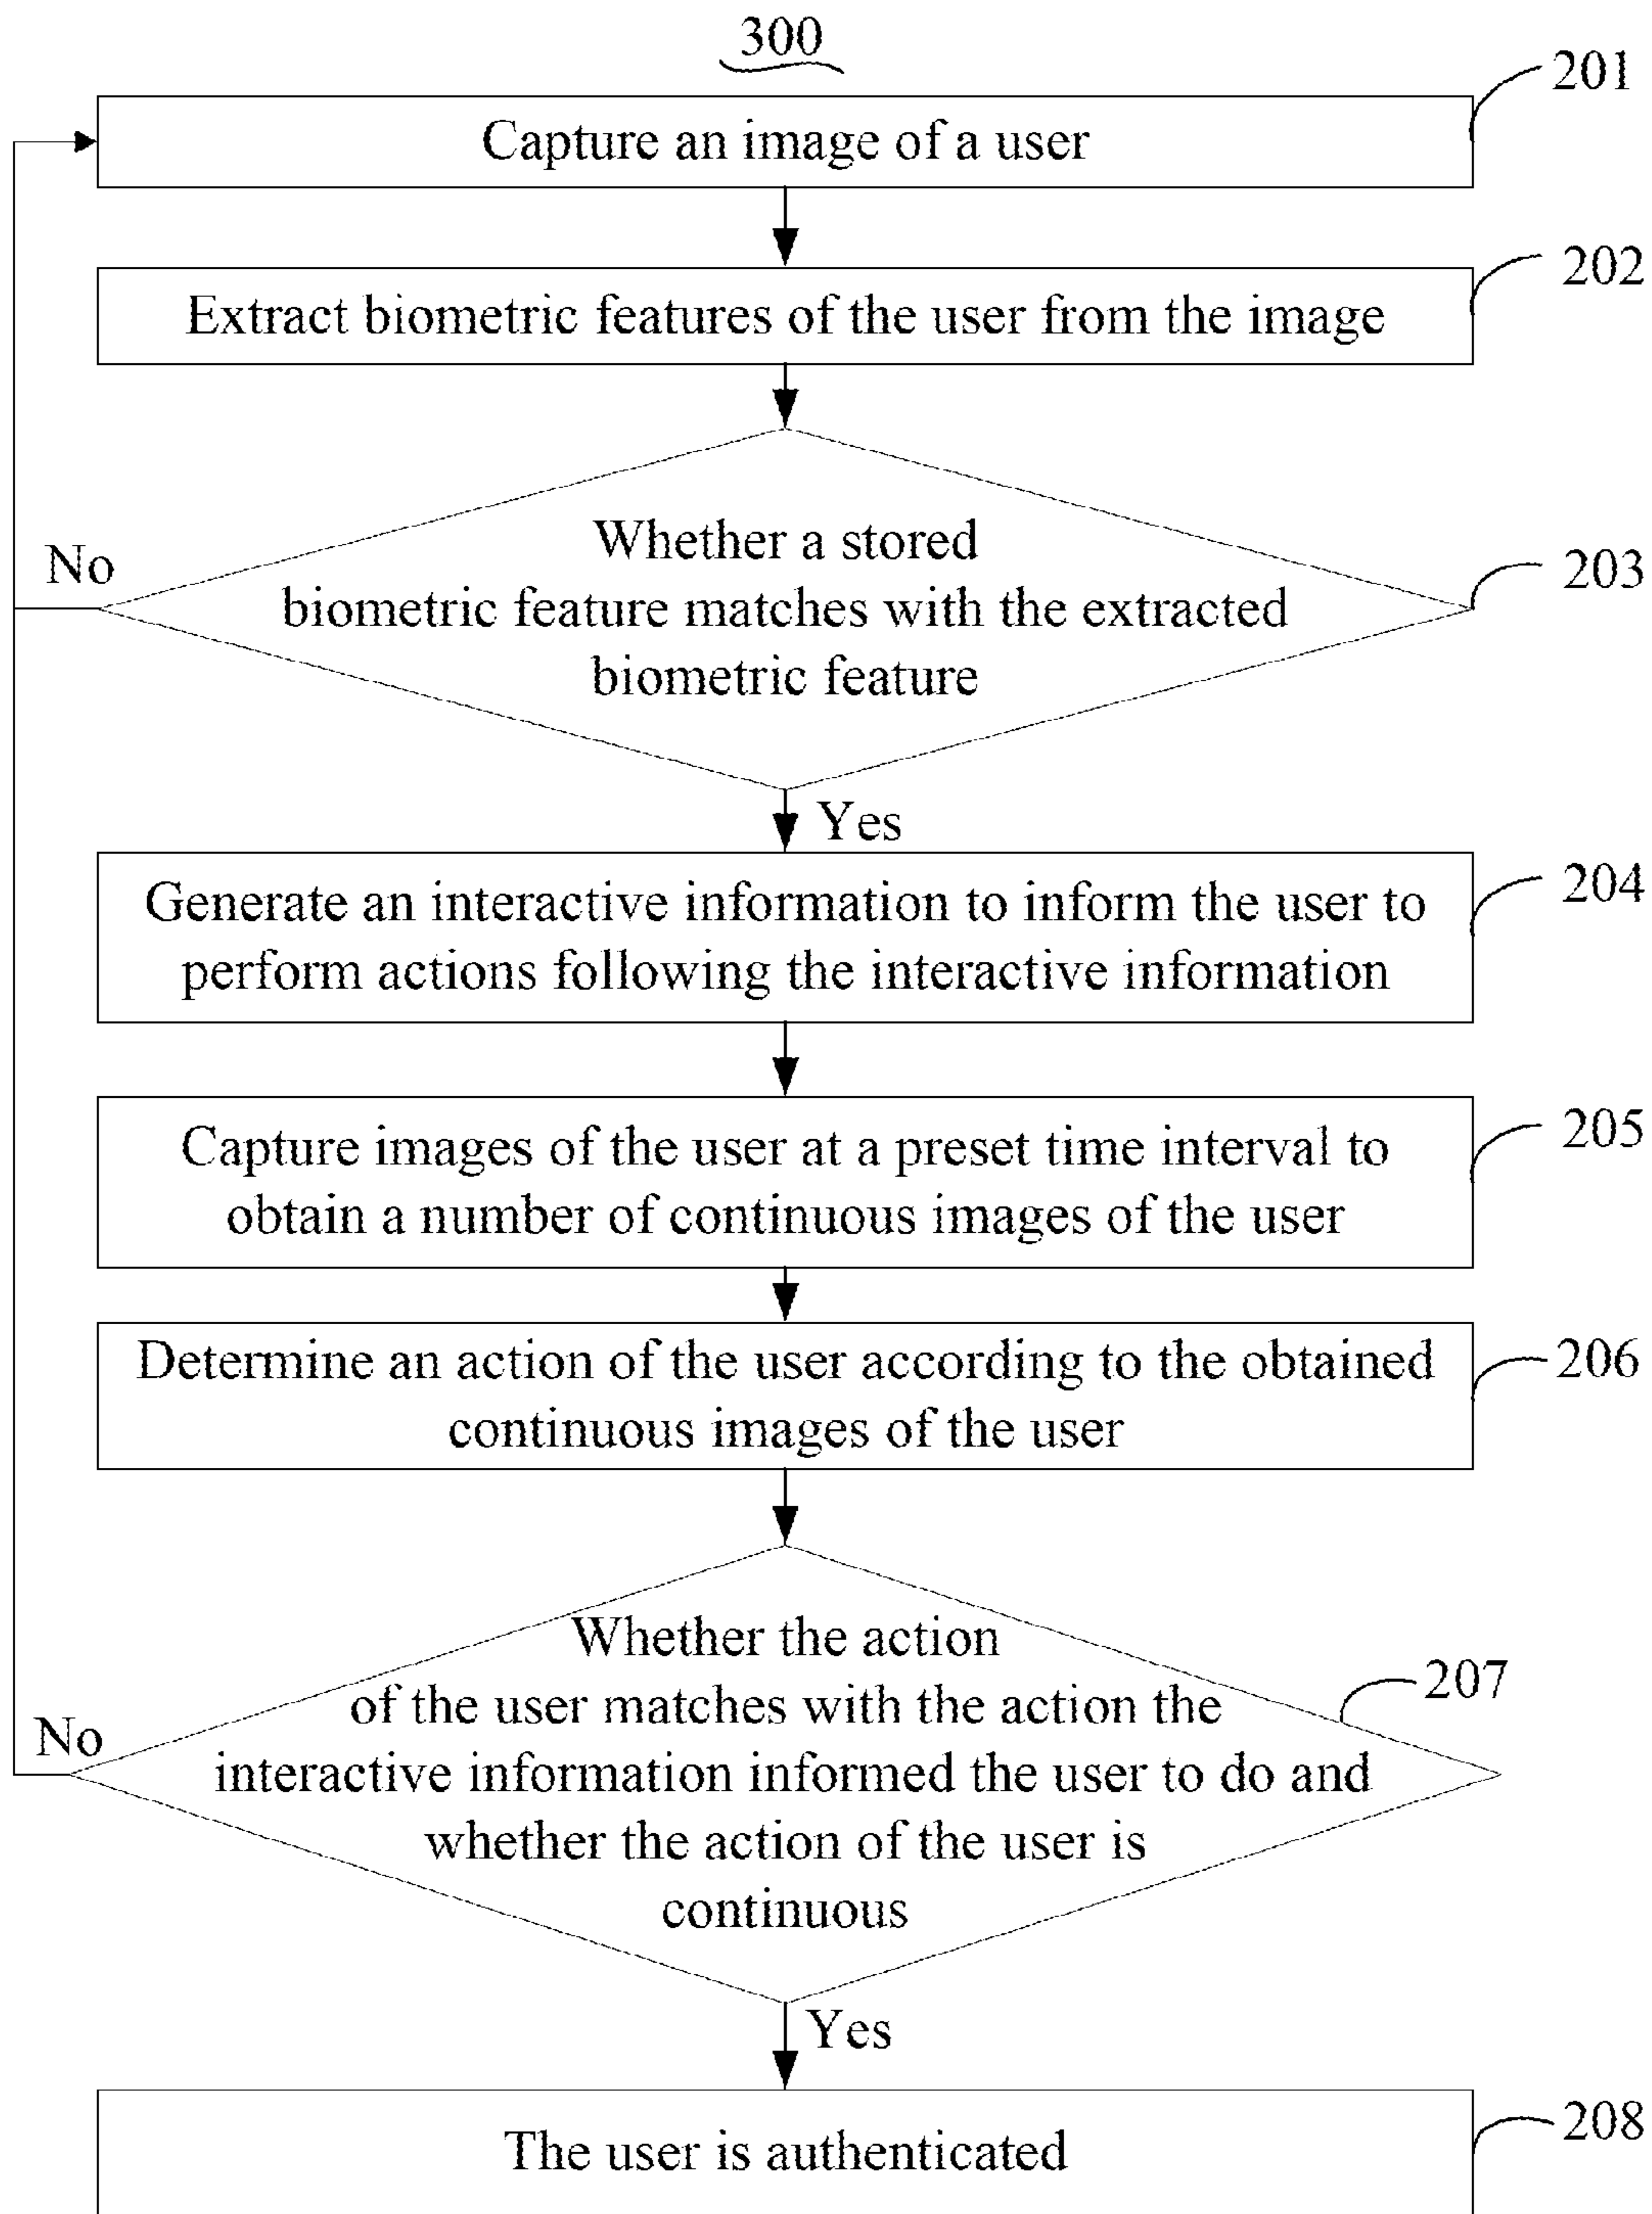 300
201
Capture an image of a user
202
Extract biometric features of the user from the image
Whether a stored
No
203
biometric feature matches with the extracted
biometric feature
Yes
204
Generate an interactive information to inform the user to
perform actions following the interactive information
205
Capture images of the user at a preset time interval to
obtain a number of continuous images of the user
206
Determine an action of the user according to the obtained
continuous images of the user
Whether the action
207
of the user matches with the action the
No
interactive information informed the user to do and
whether the action of the user is
continuous
Yes
208
The user is authenticated